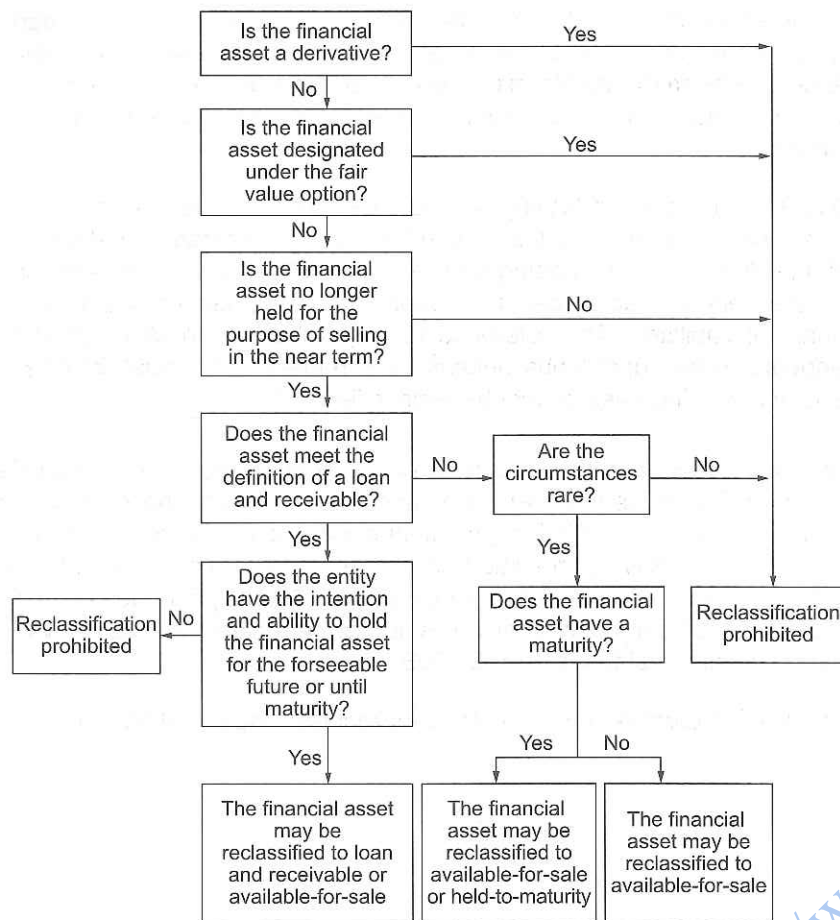 Is the financial
asset a derivative?
Yes
No
Is the financial
asset designated
under the fair
value option?
Yes
No
Is the financial
asset no longer
held for the
purpose of selling
in the near term?
No
Yes
Does the financial
asset meet the
definition of a loan
and receivable?
No
Are the
circumstances
rare?
No
Yes
Yes
Does the entity
have the intention
and ability to hold
the financial asset
for the forseeable
future or until
maturity?
No
Reclassification
prohibited
Does the financial
asset have a
maturity?
Reclassification
prohibited
Yes
Yes
No
The financial asset
may be
reclassified to loan
and receivable or
available-for-sale
The financial
asset may be
reclassified to
available-for-sale
or held-to-maturity
The financial
asset may be
reclassified to
available-for-sale